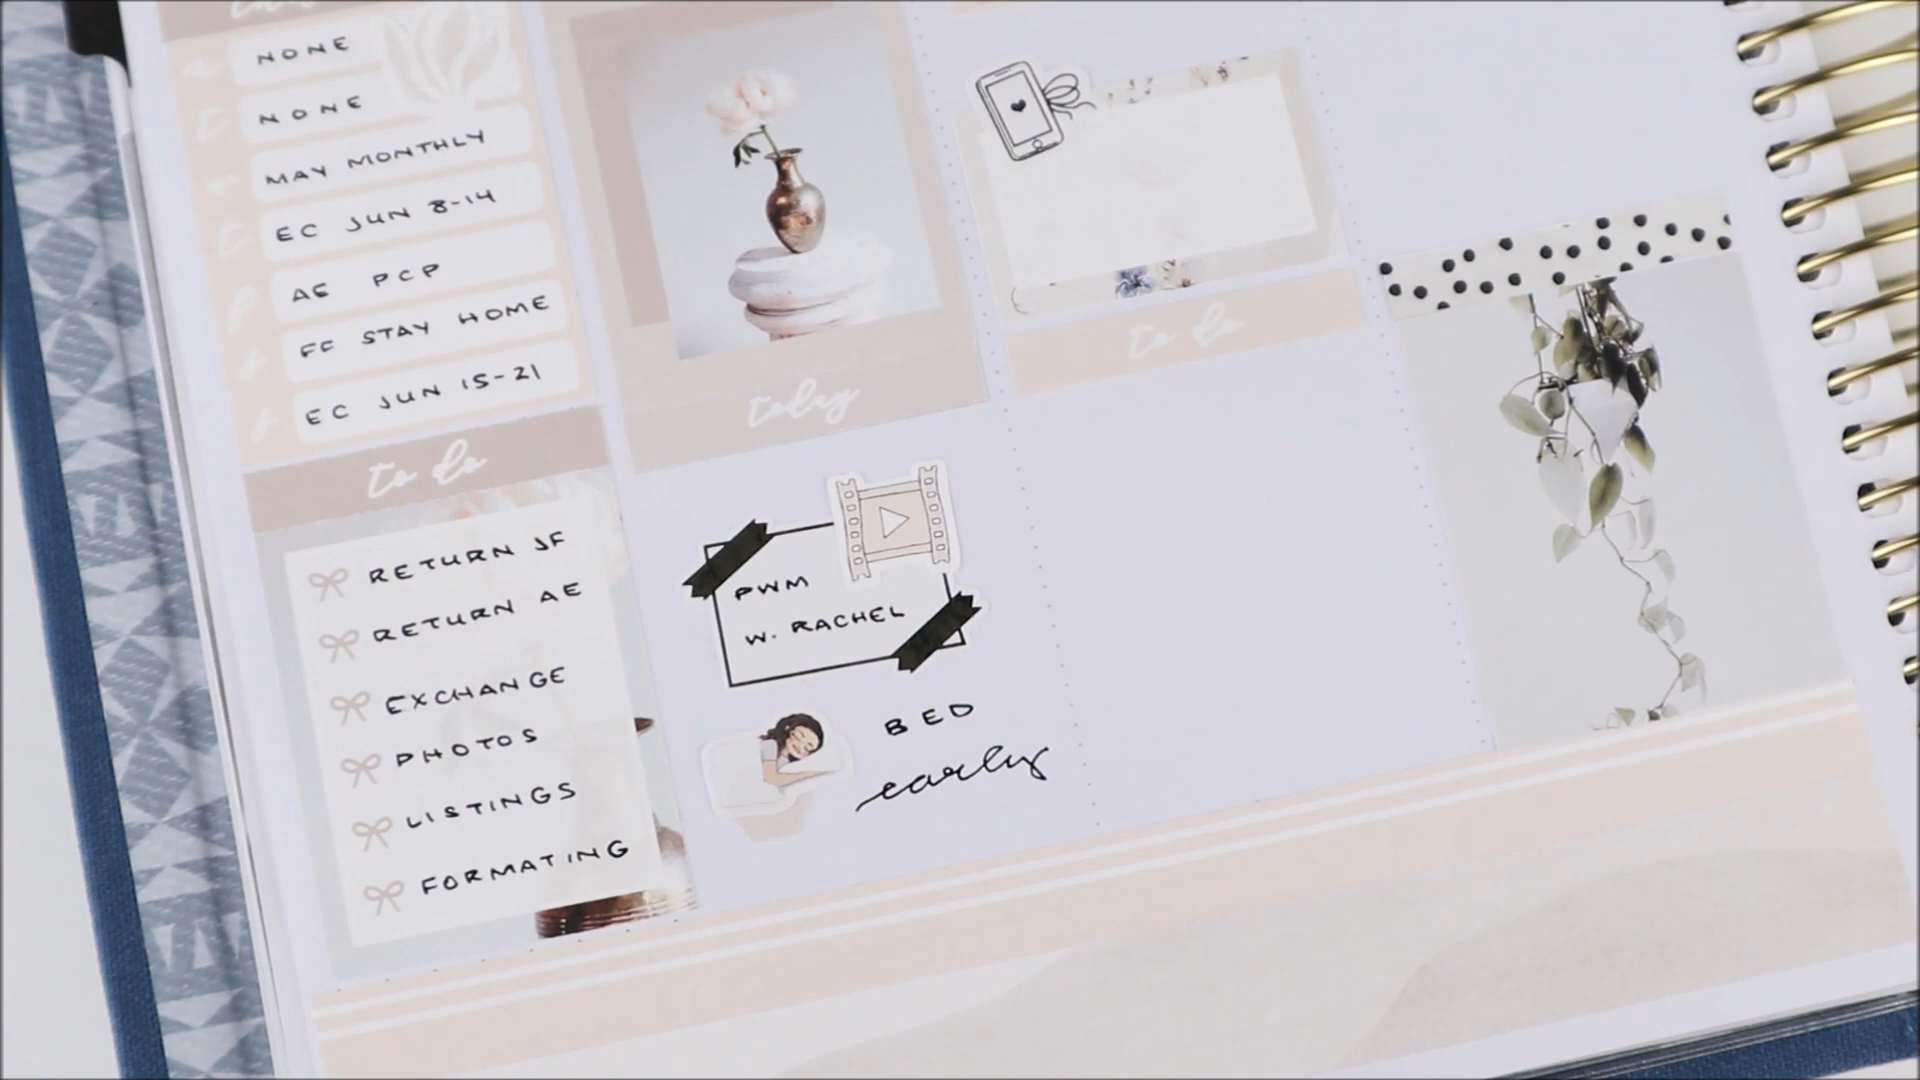 NONE
NONE
MAY MONTHLY
EC JUN 8-14
AE PCP
FF STAY HOME
EC JUN 15-21
to do
RETURN JF
RETURN AE
EXCHANGE
PHOTOS
LISTINGS
FORMATING
today
PWM
W. RACHEL
BED
early
to do